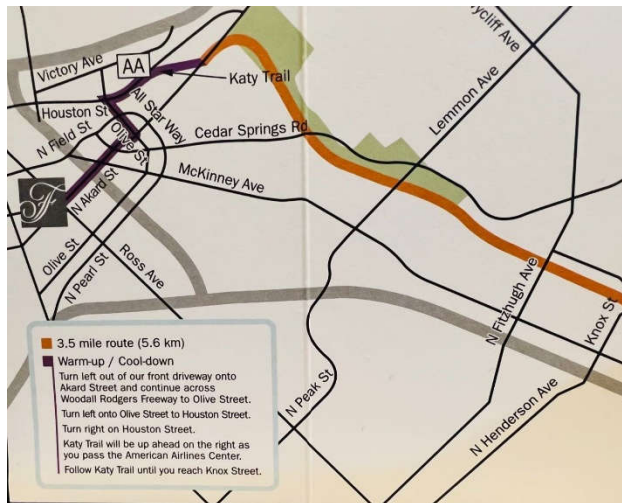 Victory Ave
AA
Katy Trail
Lemmon Ave
Houston St
All Star Way
N Field St
Olive St
Cedar Springs Rd
McKinney Ave
N Akard St
Olive St
N Pearl St
Ross Ave
N Fitzhugh Ave
Knox St
N Peak St
N Henderson Ave
3.5 mile route (5.6 km)
Warm-up / Cool-down
Turn left out of our front driveway onto
Akard Street and continue across
Woodall Rodgers Freeway to Olive Street.
Turn left onto Olive Street to Houston Street.
Turn right on Houston Street.
Katy Trail will be up ahead on the right as
you pass the American Airlines Center.
Follow Katy Trail until you reach Knox Street.